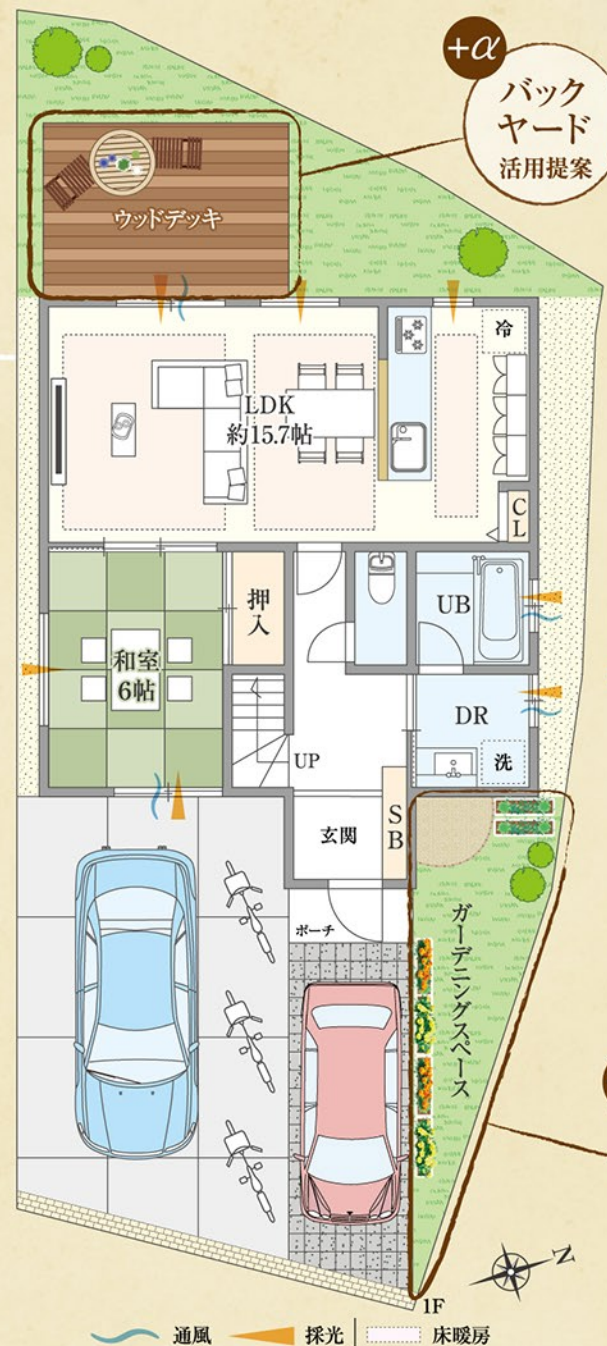 +α
バック
ヤード
活用提案
ウッドデッキ
冷
LDK
約15.7帖
CL
押入
UB
和室
6帖
DR
UP
洗
SB
玄関
ポーチ
ガーデニングスペース
N
1F
通風
採光
床暖房